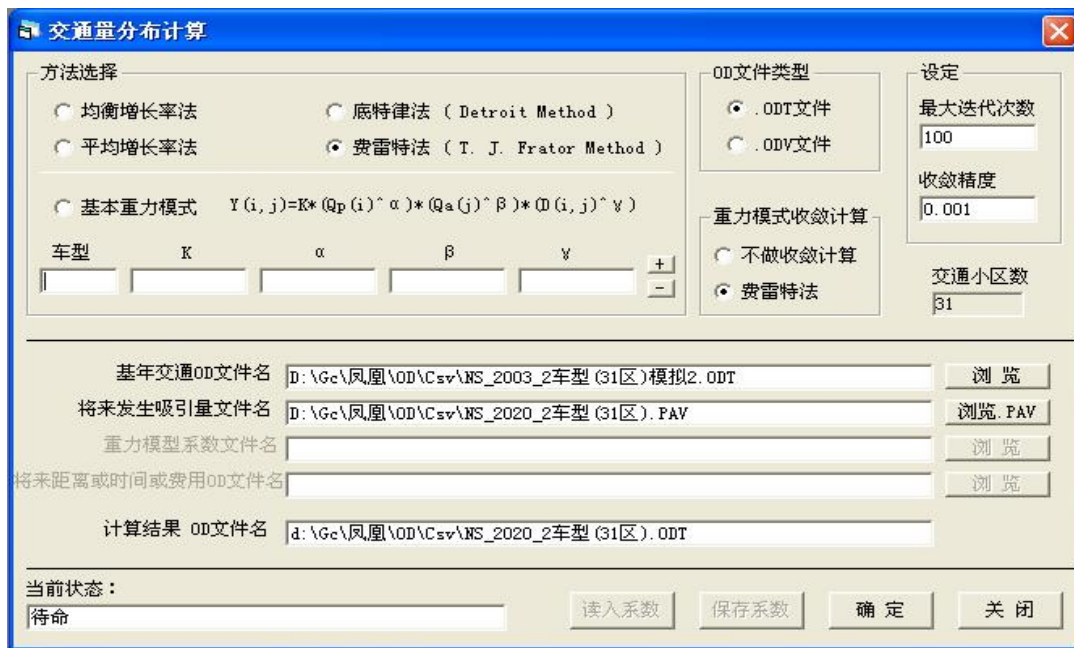 交通量分布计算
方法选择
均衡增长率法
底特律法 ( Detroit Method )
平均增长率法
费雷特法 ( T. J. Frator Method )
基本重力模式 Y(i,j)=K*(Qp(i)^α)*(Qa(j)^β)*(D(i,j)^γ)
车型 K α β γ
+
-
OD文件类型
.ODT文件
.ODV文件
重力模式收敛计算
不做收敛计算
费雷特法
设定
最大迭代次数
100
收敛精度
0.001
交通小区数
31
基年交通OD文件名 D:\Gc\凤凰\OD\Csv\NS_2003_2车型(31区)模拟2.ODT 浏 览
将来发生吸引量文件名 D:\Gc\凤凰\OD\Csv\NS_2020_2车型(31区).PAV 浏览.PAV
重力模型系数文件名 浏 览
将来距离或时间或费用OD文件名 浏 览
计算结果 OD文件名 d:\Gc\凤凰\OD\Csv\NS_2020_2车型(31区).ODT
当前状态：
待命
读入系数 保存系数 确 定 关 闭